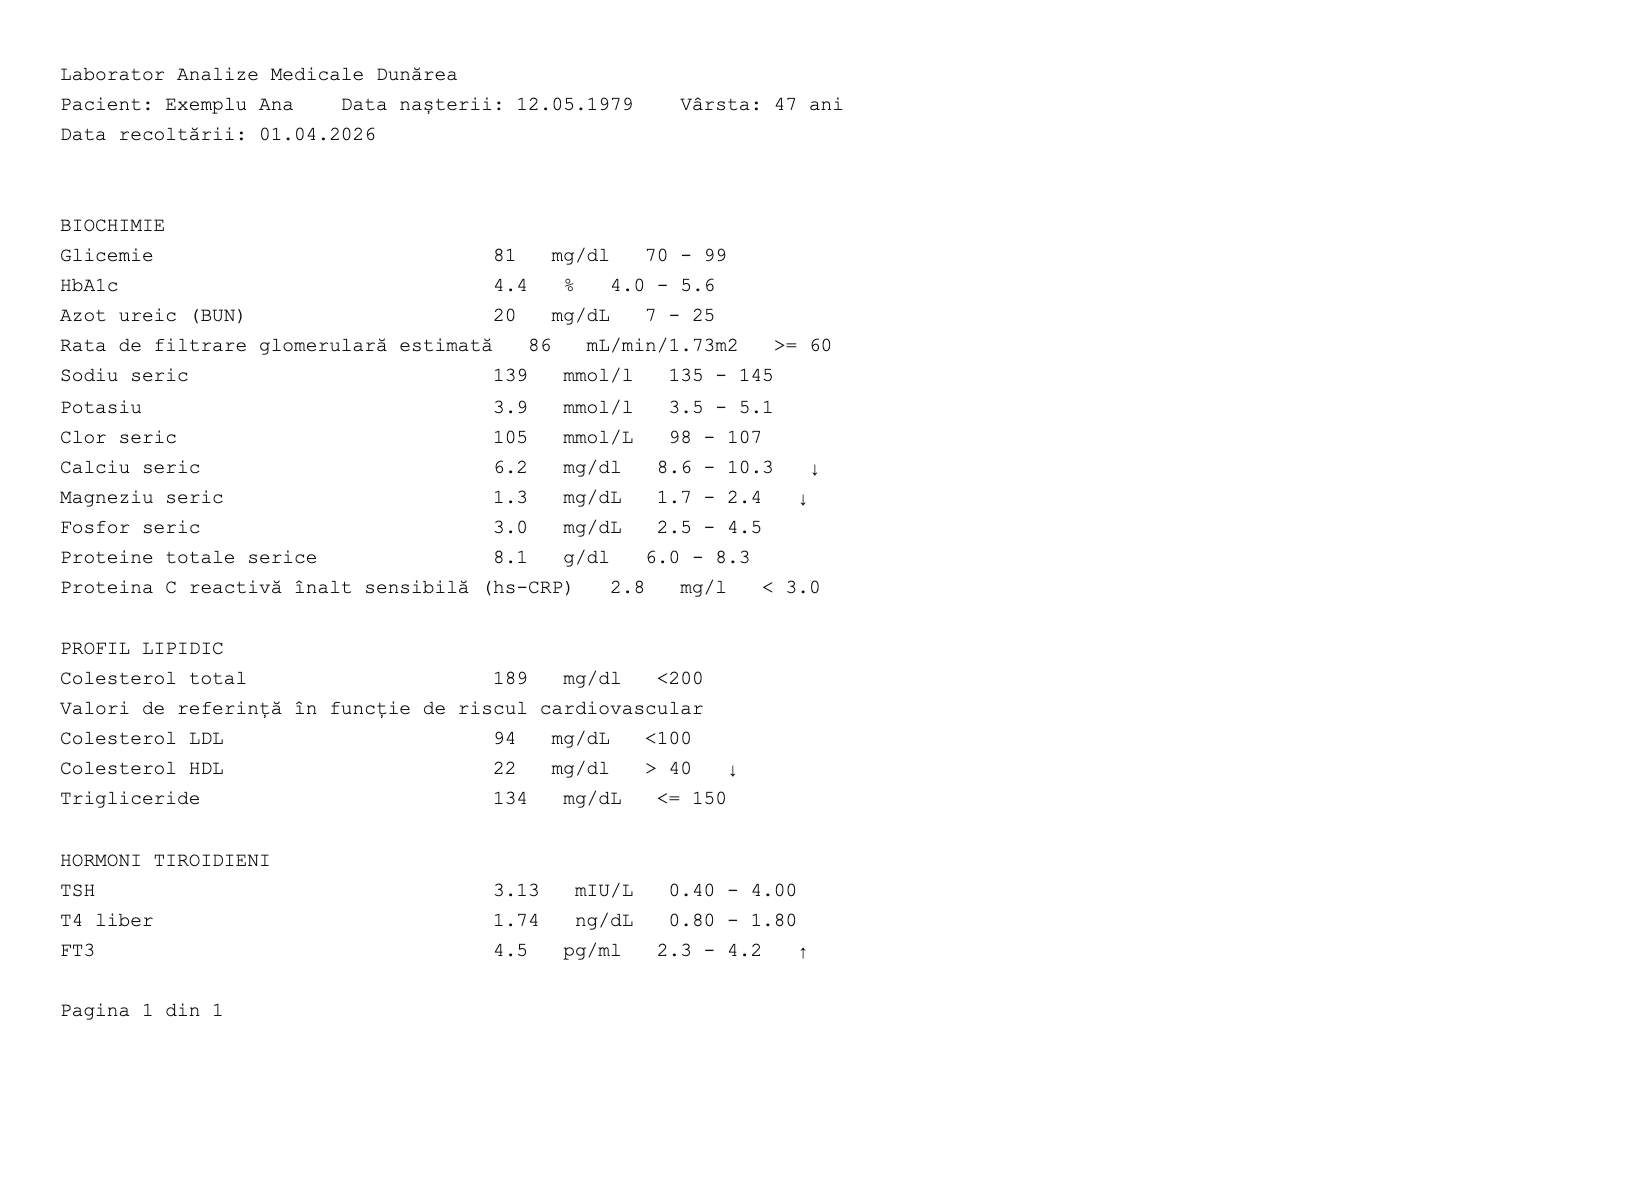 Laborator Analize Medicale Dunărea
Pacient: Exemplu Ana    Data nașterii: 12.05.1979    Vârsta: 47 ani
Data recoltării: 01.04.2026
BIOCHIMIE
Glicemie   81   mg/dl   70 - 99
HbA1c   4.4   %   4.0 - 5.6
Azot ureic (BUN)   20   mg/dL   7 - 25
Rata de filtrare glomerulară estimată   86   mL/min/1.73m2   >= 60
Sodiu seric   139   mmol/l   135 - 145
Potasiu   3.9   mmol/l   3.5 - 5.1
Clor seric   105   mmol/L   98 - 107
Calciu seric   6.2   mg/dl   8.6 - 10.3   ↓
Magneziu seric   1.3   mg/dL   1.7 - 2.4   ↓
Fosfor seric   3.0   mg/dL   2.5 - 4.5
Proteine totale serice   8.1   g/dl   6.0 - 8.3
Proteina C reactivă înalt sensibilă (hs-CRP)   2.8   mg/l   < 3.0
PROFIL LIPIDIC
Colesterol total   189   mg/dl   <200
Valori de referință în funcție de riscul cardiovascular
Colesterol LDL   94   mg/dL   <100
Colesterol HDL   22   mg/dl   > 40   ↓
Trigliceride   134   mg/dL   <= 150
HORMONI TIROIDIENI
TSH   3.13   mIU/L   0.40 - 4.00
T4 liber   1.74   ng/dL   0.80 - 1.80
FT3   4.5   pg/ml   2.3 - 4.2   ↑
Pagina 1 din 1